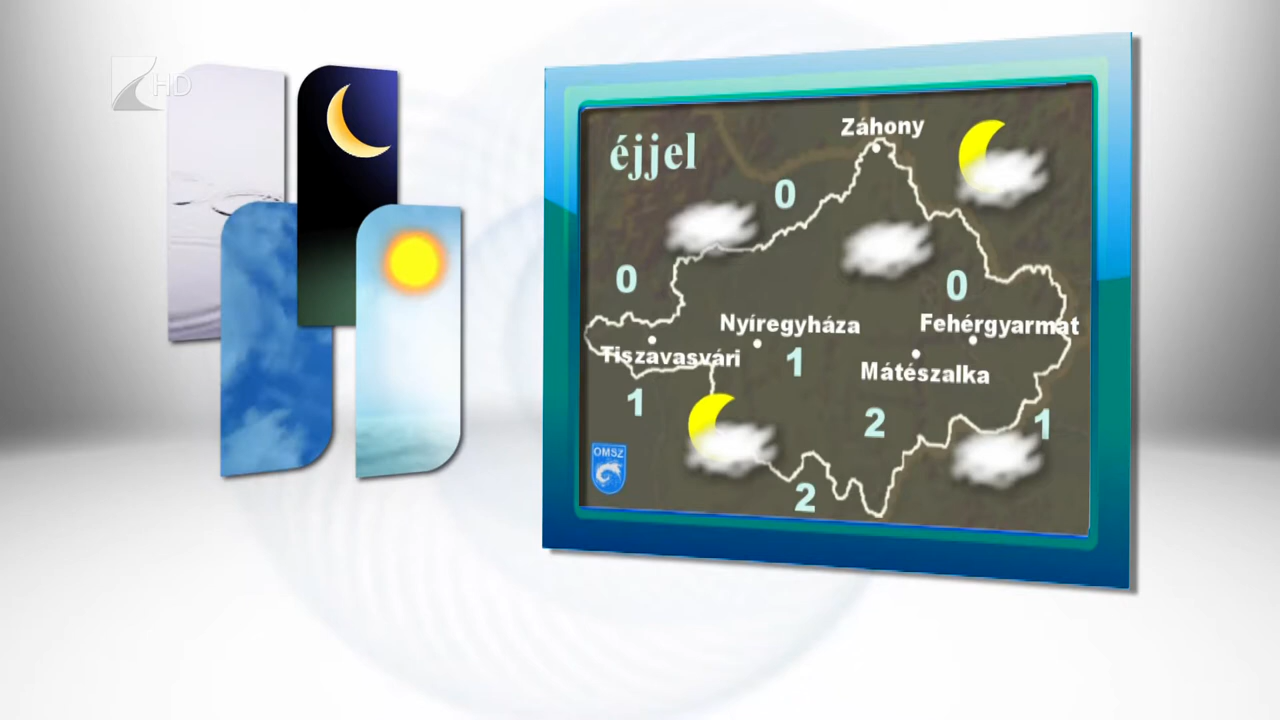 HD
éjjel
Záhony
0
0
0
Nyíregyháza
Fehérgyarmat
Tiszavasvári
1
Mátészalka
1
2
1
OMSZ
2